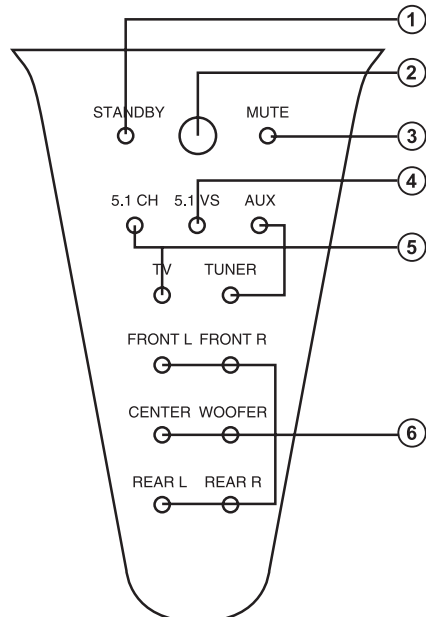 1
2
STANDBY MUTE
3
4
5.1 CH 5.1 VS AUX
5
TV TUNER
FRONT L FRONT R
CENTER WOOFER
6
REAR L REAR R